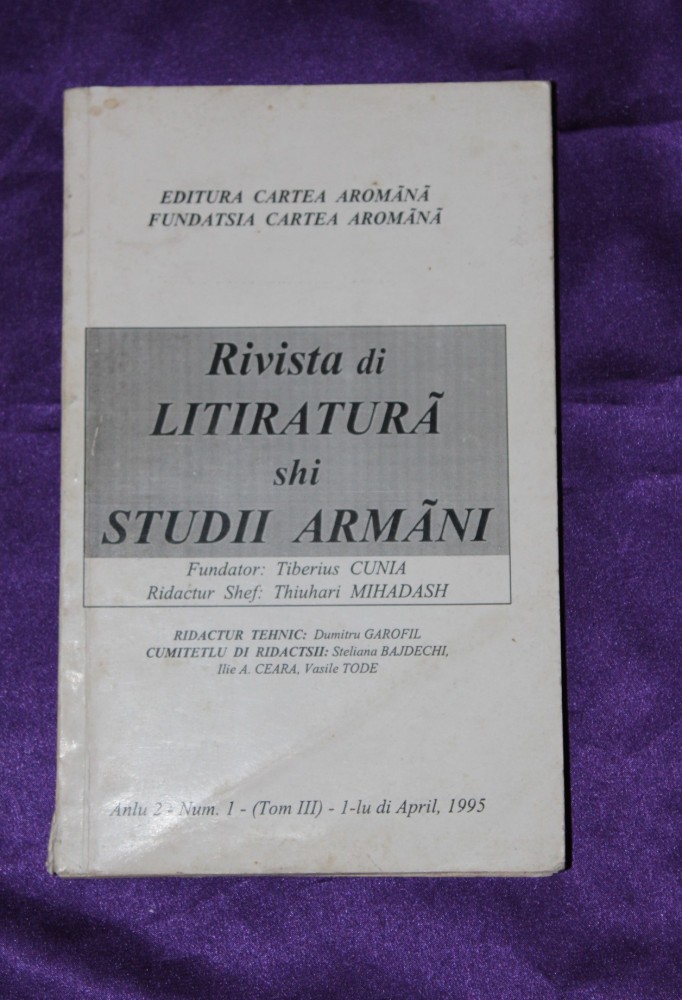 EDITURA CARTEA AROMÃNÃ
FUNDATSIA CARTEA AROMÃNÃ
Rivista di
LITIRATURÃ
shi
STUDII ARMÃNI
Fundator: Tiberius CUNIA
Ridactur Shef: Thiuhari MIHADASH
RIDACTUR TEHNIC: Dumitru GAROFIL
CUMITETLU DI RIDACTSII: Steliana BAJDECHI,
Ilie A. CEARA, Vasile TODE
Anlu 2 - Num. 1 - (Tom III) - 1-lu di April, 1995